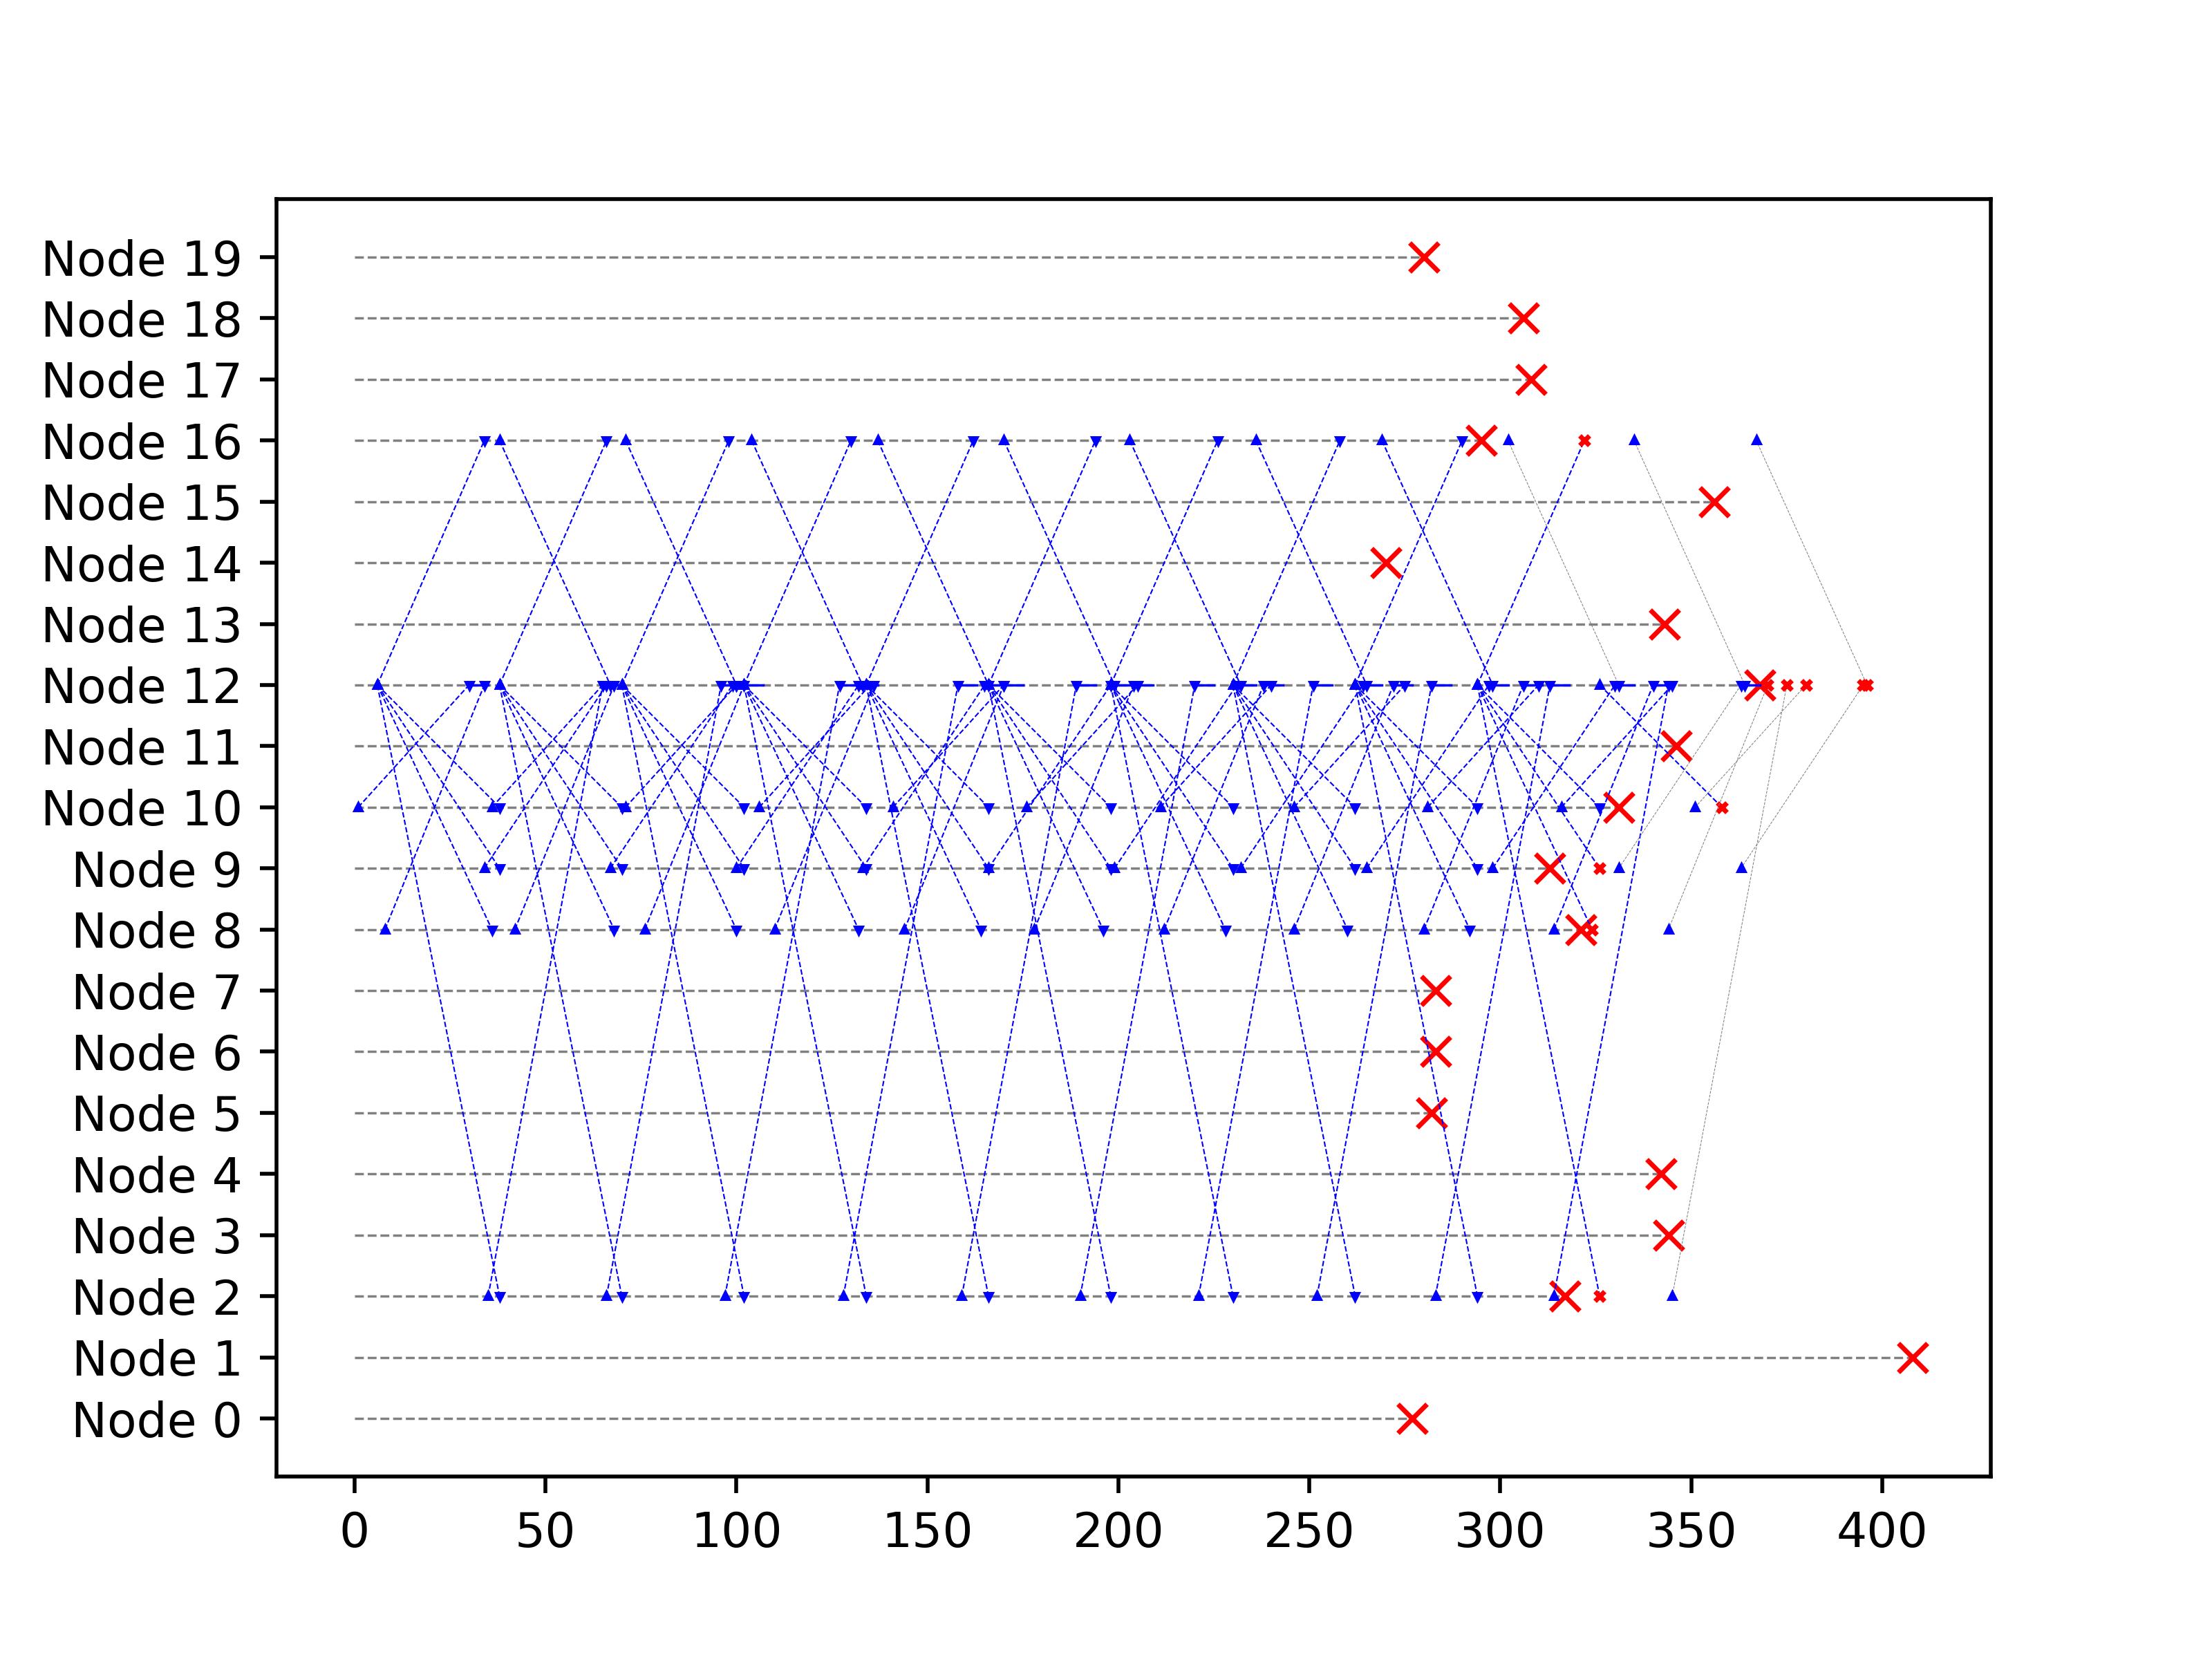 Node 19
Node 18
Node 17
Node 16
Node 15
Node 14
Node 13
Node 12
Node 11
Node 10
Node 9
Node 8
Node 7
Node 6
Node 5
Node 4
Node 3
Node 2
Node 1
Node 0
0 50 100 150 200 250 300 350 400